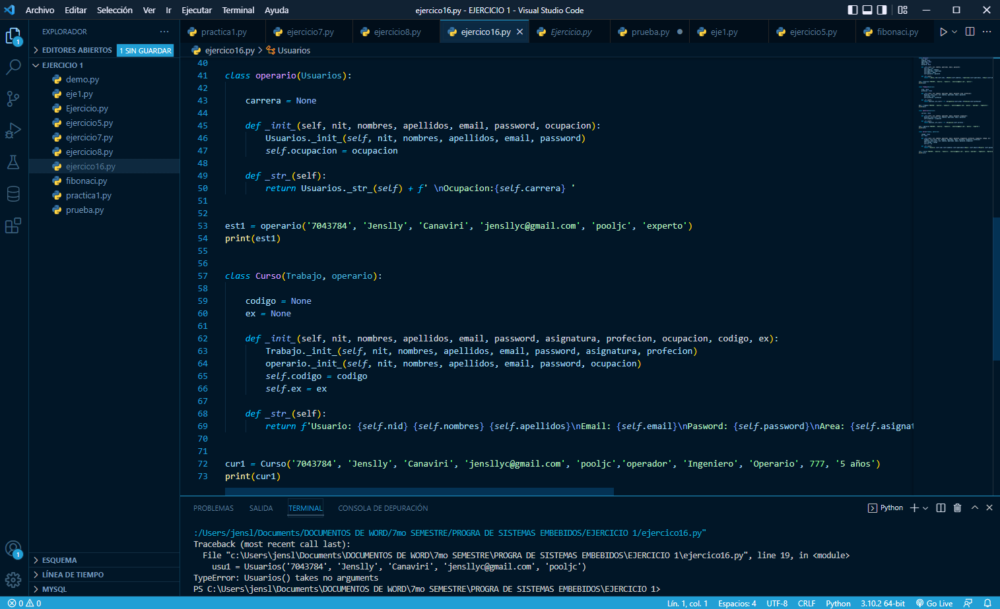 Archivo Editar Selección Ver Ir Ejecutar Terminal Ayuda
ejercico16.py - EJERCICIO 1 - Visual Studio Code
EXPLORADOR
EDITORES ABIERTOS 1 SIN GUARDAR
EJERCICIO 1
demo.py
eje1.py
Ejercicio.py
ejercicio5.py
ejercicio7.py
ejercicio8.py
ejercico16.py
fibonaci.py
practica1.py
prueba.py
ESQUEMA
LÍNEA DE TIEMPO
MYSQL
practica1.py ejercicio7.py ejercicio8.py ejercico16.py Ejercicio.py prueba.py eje1.py ejercicio5.py fibonaci.py
ejercico16.py > Usuarios
40
41 class operario(Usuarios):
42
43 carrera = None
44
45 def _init_(self, nit, nombres, apellidos, email, password, ocupacion):
46 Usuarios._init_(self, nit, nombres, apellidos, email, password)
47 self.ocupacion = ocupacion
48
49 def _str_(self):
50 return Usuarios._str_(self) + f' \nOcupacion:{self.carrera} '
51
52
53 est1 = operario('7043784', 'Jenslly', 'Canaviri', 'jensllyc@gmail.com', 'pooljc', 'experto')
54 print(est1)
55
56
57 class Curso(Trabajo, operario):
58
59 codigo = None
60 ex = None
61
62 def _init_(self, nit, nombres, apellidos, email, password, asignatura, profecion, ocupacion, codigo, ex):
63 Trabajo._init_(self, nit, nombres, apellidos, email, password, asignatura, profecion)
64 operario._init_(self, nit, nombres, apellidos, email, password, ocupacion)
65 self.codigo = codigo
66 self.ex = ex
67
68 def _str_(self):
69 return f'Usuario: {self.nid} {self.nombres} {self.apellidos}\nEmail: {self.email}\nPasword: {self.password}\nArea: {self.asignat
70
71
72 cur1 = Curso('7043784', 'Jenslly', 'Canaviri', 'jensllyc@gmail.com', 'pooljc','operador', 'Ingeniero', 'Operario', 777, '5 años')
73 print(cur1)
PROBLEMAS SALIDA TERMINAL CONSOLA DE DEPURACIÓN
Python
:/Users/jensl/Documents/DOCUMENTOS DE WORD/7mo SEMESTRE/PROGRA DE SISTEMAS EMBEBIDOS/EJERCICIO 1/ejercico16.py"
Traceback (most recent call last):
File "c:\Users\jensl\Documents\DOCUMENTOS DE WORD\7mo SEMESTRE\PROGRA DE SISTEMAS EMBEBIDOS\EJERCICIO 1\ejercico16.py", line 19, in <module>
usu1 = Usuarios('7043784', 'Jenslly', 'Canaviri', 'jensllyc@gmail.com', 'pooljc')
TypeError: Usuarios() takes no arguments
PS C:\Users\jensl\Documents\DOCUMENTOS DE WORD\7mo SEMESTRE\PROGRA DE SISTEMAS EMBEBIDOS\EJERCICIO 1>
0 0 Lín. 1, col. 1 Espacios: 4 UTF-8 CRLF Python 3.10.2 64-bit Go Live